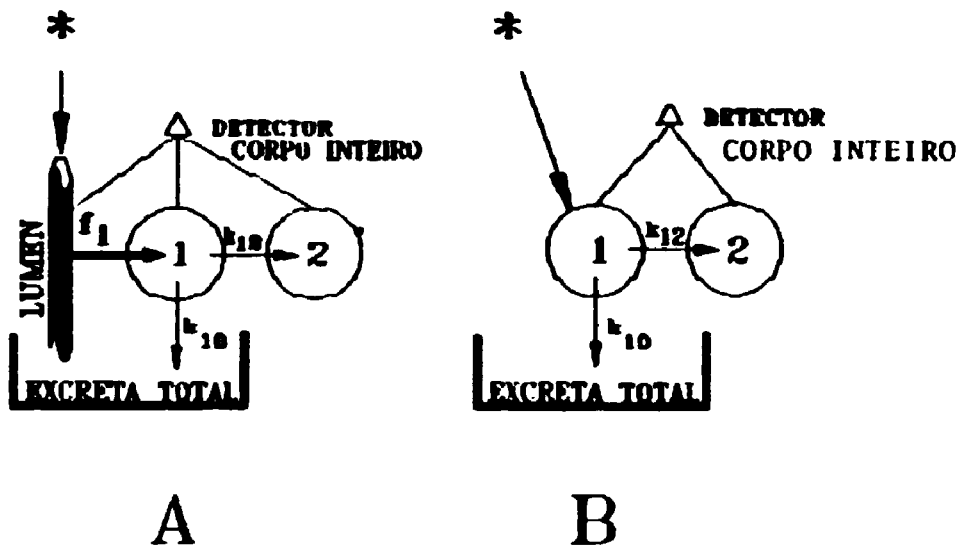 *
DETECTOR
CORPO INTEIRO
LUMEN
f1
1
k12
2
k10
EXCRETA TOTAL
A
*
DETECTOR
CORPO INTEIRO
1
k12
2
k10
EXCRETA TOTAL
B